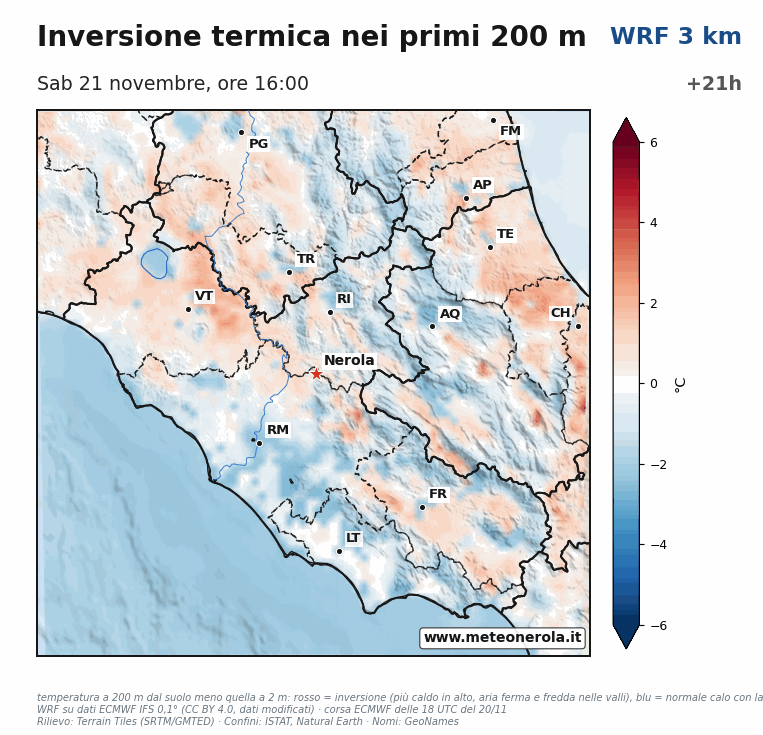 Inversione termica nei primi 200 m WRF 3 km
Sab 21 novembre, ore 16:00 +21h
FM
PG
AP
TE
TR
VT
RI
AQ
CH
Nerola
RM
FR
LT
6
4
2
0
−2
−4
−6
°C
www.meteonerola.it
temperatura a 200 m dal suolo meno quella a 2 m: rosso = inversione (più caldo in alto, aria ferma e fredda nelle valli), blu = normale calo con la
WRF su dati ECMWF IFS 0,1° (CC BY 4.0, dati modificati) · corsa ECMWF delle 18 UTC del 20/11
Rilievo: Terrain Tiles (SRTM/GMTED) · Confini: ISTAT, Natural Earth · Nomi: GeoNames